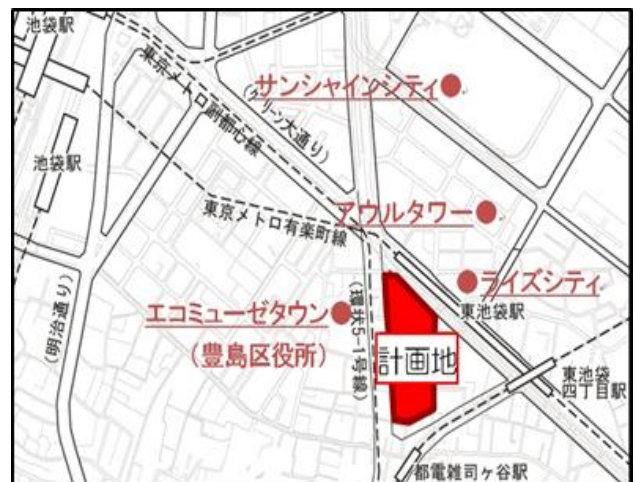 池袋駅
池袋駅
東京メトロ副都心線
(グリーン大通り)
サンシャインシティ
東京メトロ有楽町線
アウルタワー
ライズシティ
東池袋駅
エコミューゼタウン
(豊島区役所)
(環状5-1号線)
(明治通り)
計画地
東池袋
四丁目駅
都電雑司ヶ谷駅